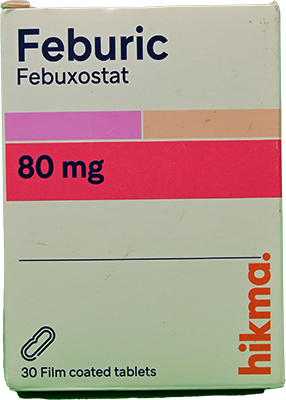 Feburic
Febuxostat
80 mg
hikma.
30 Film coated tablets